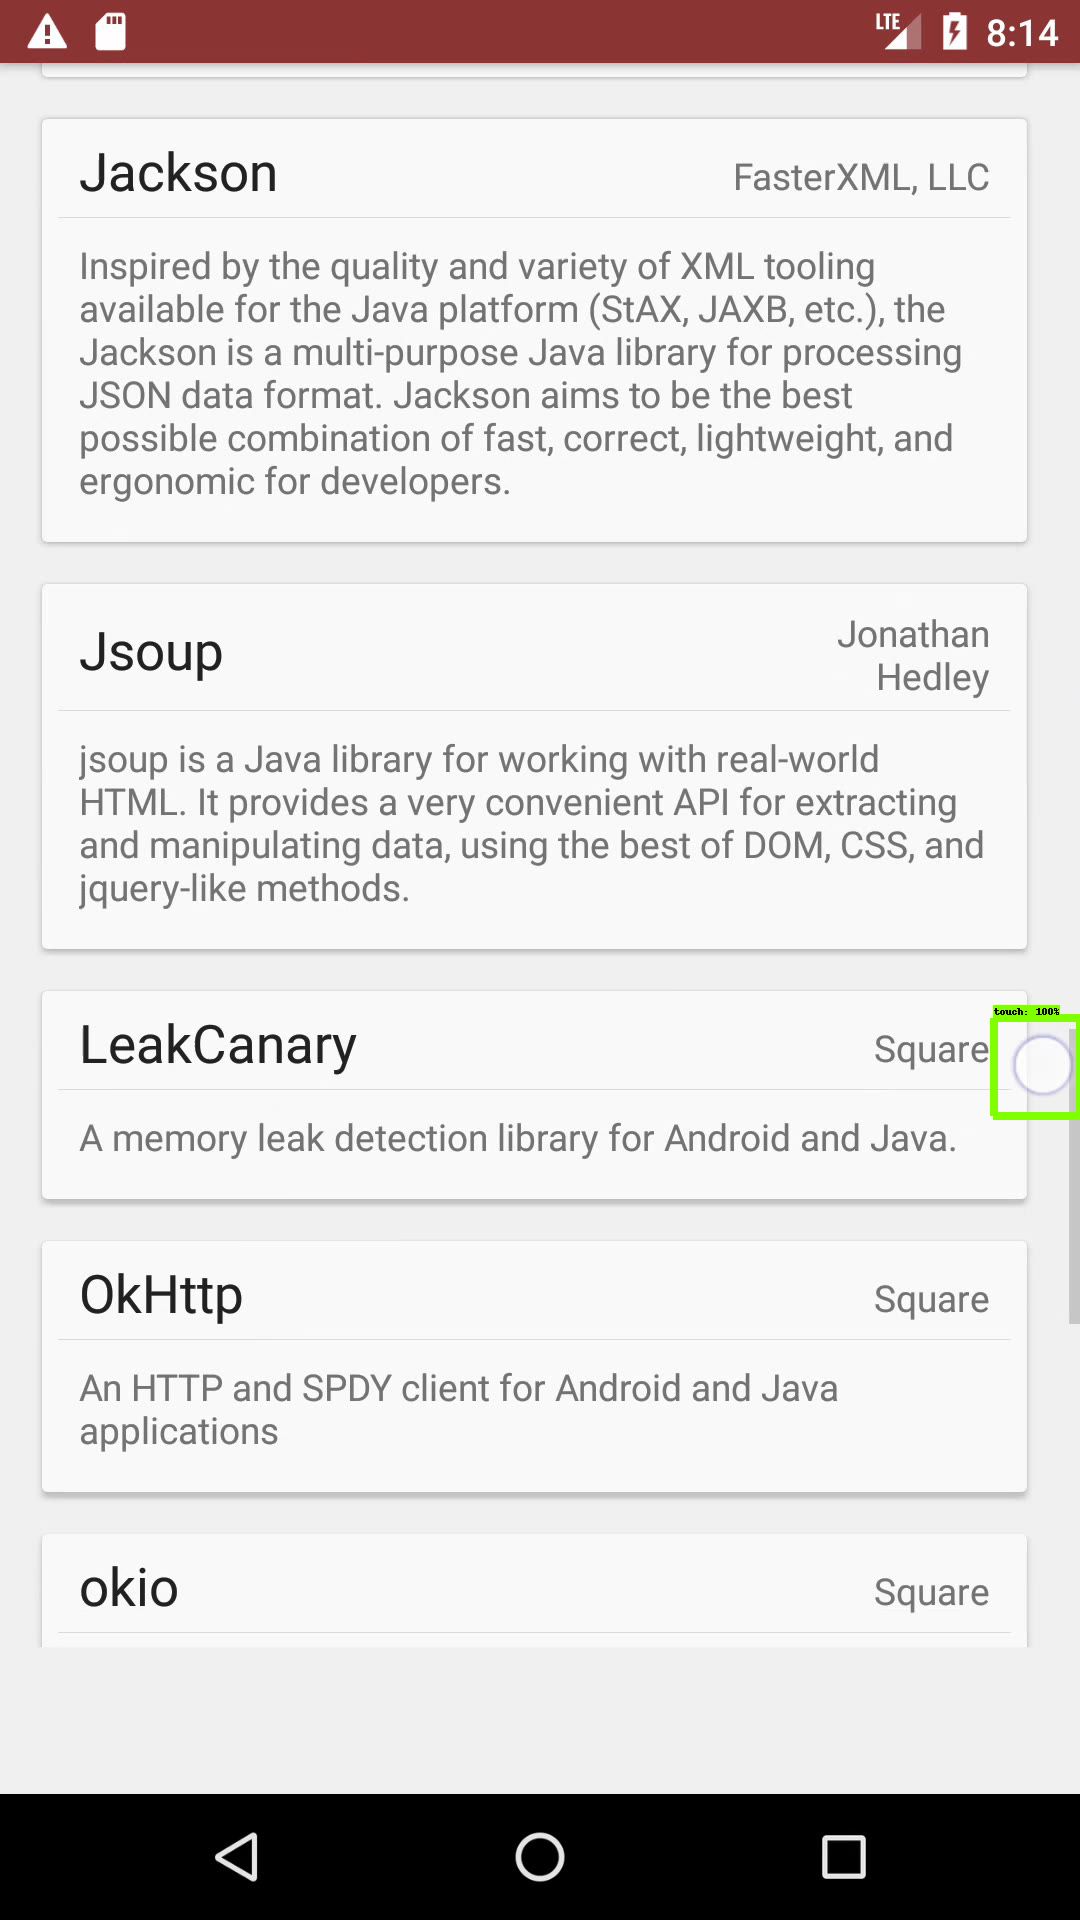 LTE 8:14
Jackson FasterXML, LLC
Inspired by the quality and variety of XML tooling
available for the Java platform (StAX, JAXB, etc.), the
Jackson is a multi-purpose Java library for processing
JSON data format. Jackson aims to be the best
possible combination of fast, correct, lightweight, and
ergonomic for developers.
Jsoup Jonathan
Hedley
jsoup is a Java library for working with real-world
HTML. It provides a very convenient API for extracting
and manipulating data, using the best of DOM, CSS, and
jquery-like methods.
touch: 100%
LeakCanary Square
A memory leak detection library for Android and Java.
OkHttp Square
An HTTP and SPDY client for Android and Java
applications
okio Square